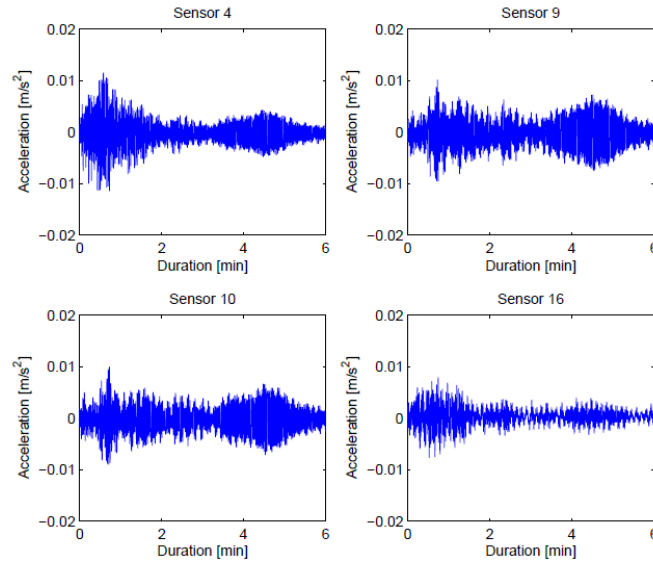 Sensor 4
0.02
0.01
0
−0.01
−0.02
Acceleration [m/s²]
0 2 4 6
Duration [min]
Sensor 9
0.02
0.01
0
−0.01
−0.02
Acceleration [m/s²]
0 2 4 6
Duration [min]
Sensor 10
0.02
0.01
0
−0.01
−0.02
Acceleration [m/s²]
0 2 4 6
Duration [min]
Sensor 16
0.02
0.01
0
−0.01
−0.02
Acceleration [m/s²]
0 2 4 6
Duration [min]